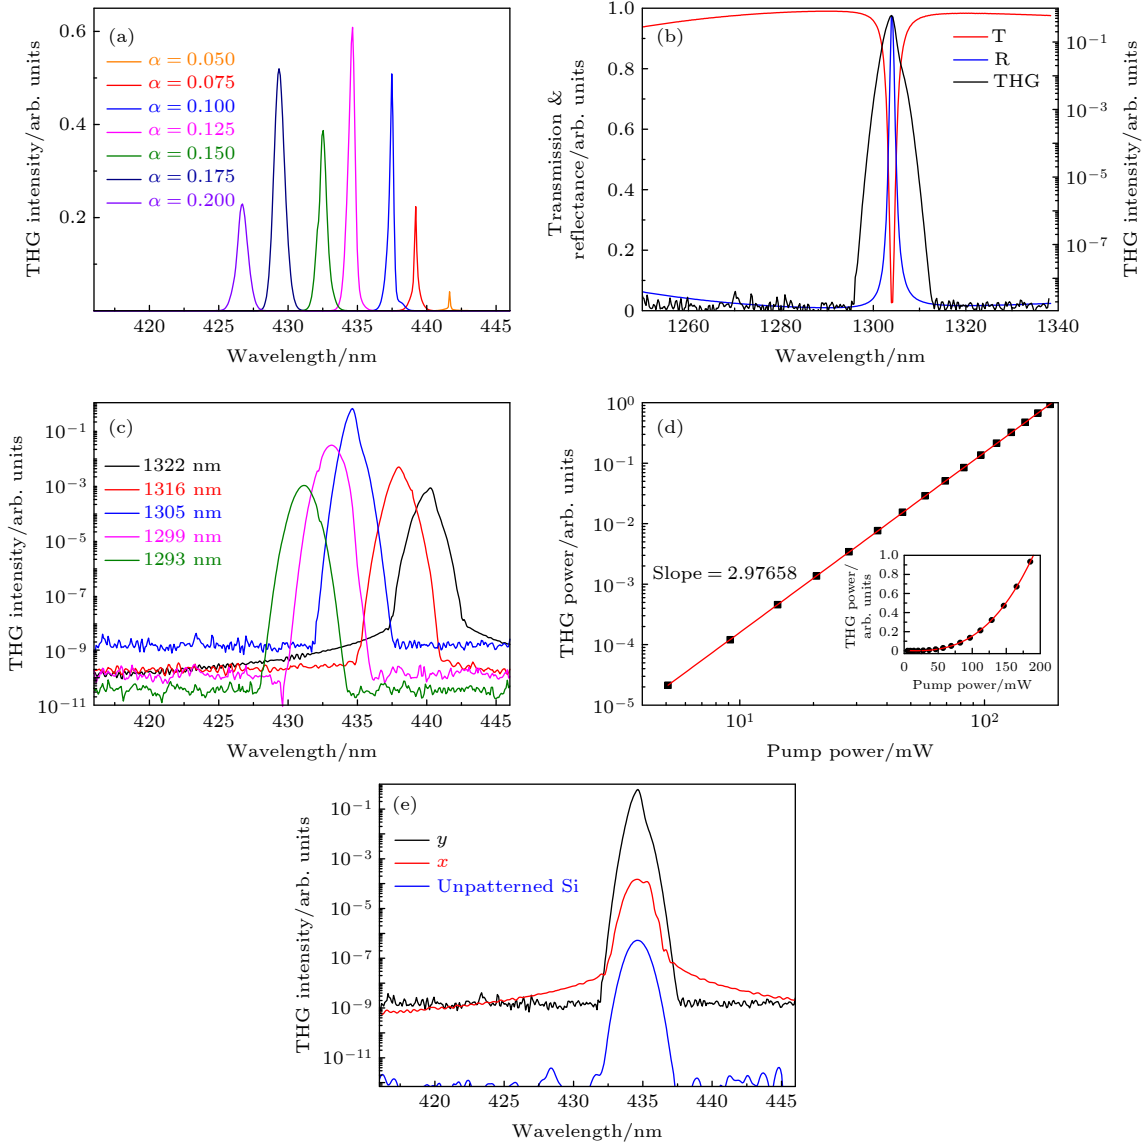 (a)
THG intensity/arb. units
0.6
0.4
0.2
α = 0.050
α = 0.075
α = 0.100
α = 0.125
α = 0.150
α = 0.175
α = 0.200
420 425 430 435 440 445
Wavelength/nm
(b)
Transmission &
reflectance/arb. units
1.0
0.8
0.6
0.4
0.2
0
T
R
THG
10⁻¹
10⁻³
10⁻⁵
10⁻⁷
THG intensity/arb. units
1260 1280 1300 1320 1340
Wavelength/nm
(c)
THG intensity/arb. units
10⁻¹
10⁻³
10⁻⁵
10⁻⁷
10⁻⁹
10⁻¹¹
1322 nm
1316 nm
1305 nm
1299 nm
1293 nm
420 425 430 435 440 445
Wavelength/nm
(d)
THG power/arb. units
10⁰
10⁻¹
10⁻²
10⁻³
10⁻⁴
10⁻⁵
Slope = 2.97658
THG power/
arb. units
1.0
0.8
0.6
0.4
0.2
0
0 50 100 150 200
Pump power/mW
10¹ 10²
Pump power/mW
(e)
THG intensity/arb. units
10⁻¹
10⁻³
10⁻⁵
10⁻⁷
10⁻⁹
10⁻¹¹
y
x
Unpatterned Si
420 425 430 435 440 445
Wavelength/nm